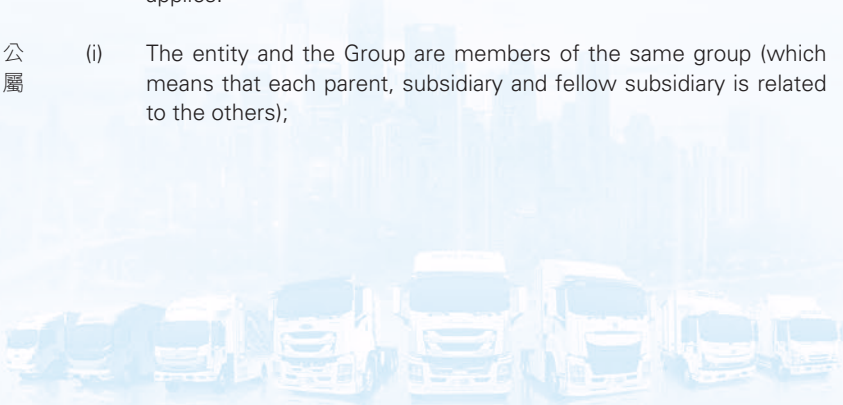 applies:
公 (i) The entity and the Group are members of the same group (which
屬 means that each parent, subsidiary and fellow subsidiary is related
to the others);